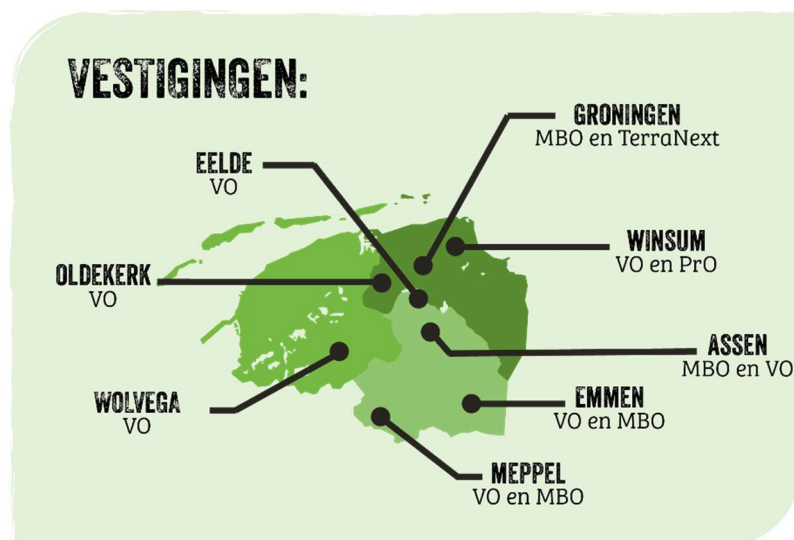 VESTIGINGEN:
GRONINGEN
MBO en TerraNext
EELDE
VO
WINSUM
VO en PrO
OLDEKERK
VO
ASSEN
MBO en VO
WOLVEGA
VO
EMMEN
VO en MBO
MEPPEL
VO en MBO